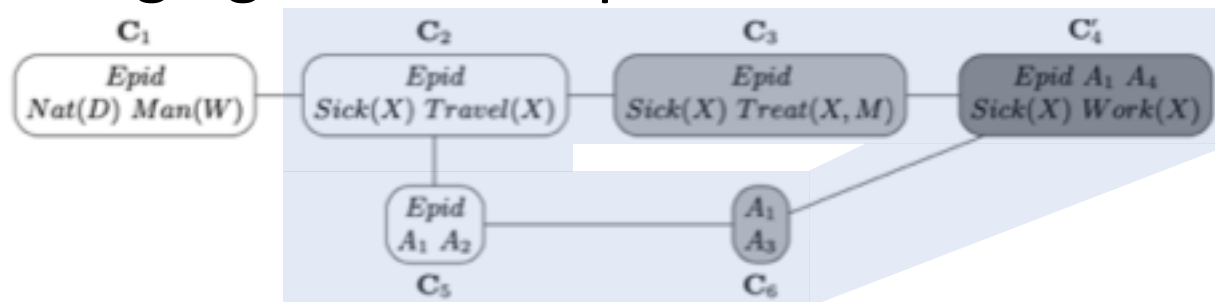 C₁ C₂ C₃ C₄′
Epid Epid Epid Epid A₁ A₄
Nat(D) Man(W) Sick(X) Travel(X) Sick(X) Treat(X, M) Sick(X) Work(X)
Epid A₁
A₁ A₂ A₃
C₅ C₆